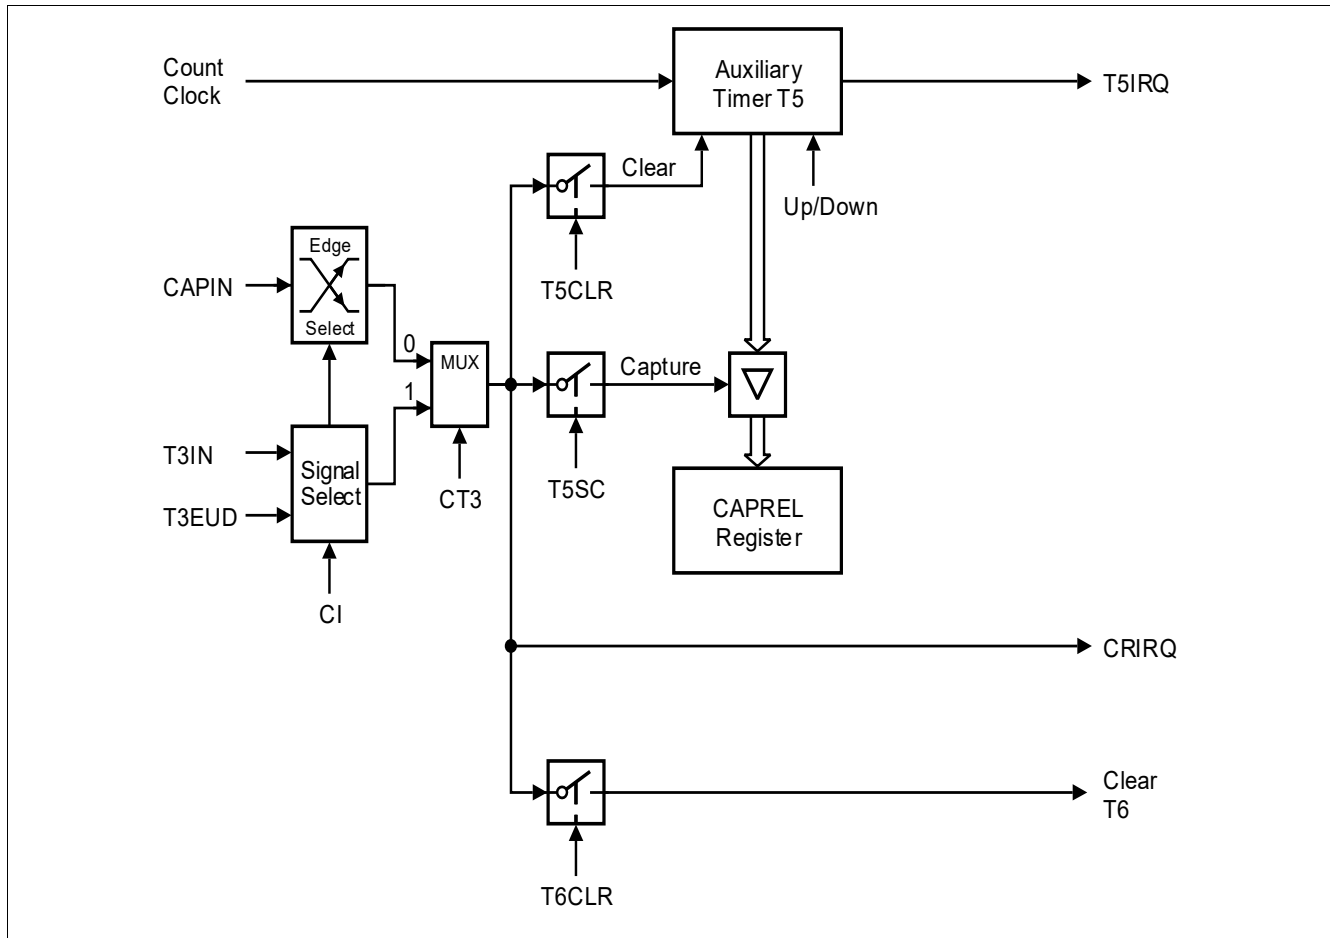 Count
Clock
Auxiliary
Timer T5
T5IRQ
Clear
Up/Down
T5CLR
Edge
Select
CAPIN
0
1
MUX
CT3
Capture
T5SC
T3IN
T3EUD
Signal
Select
CI
CAPREL
Register
CRIRQ
Clear
T6
T6CLR